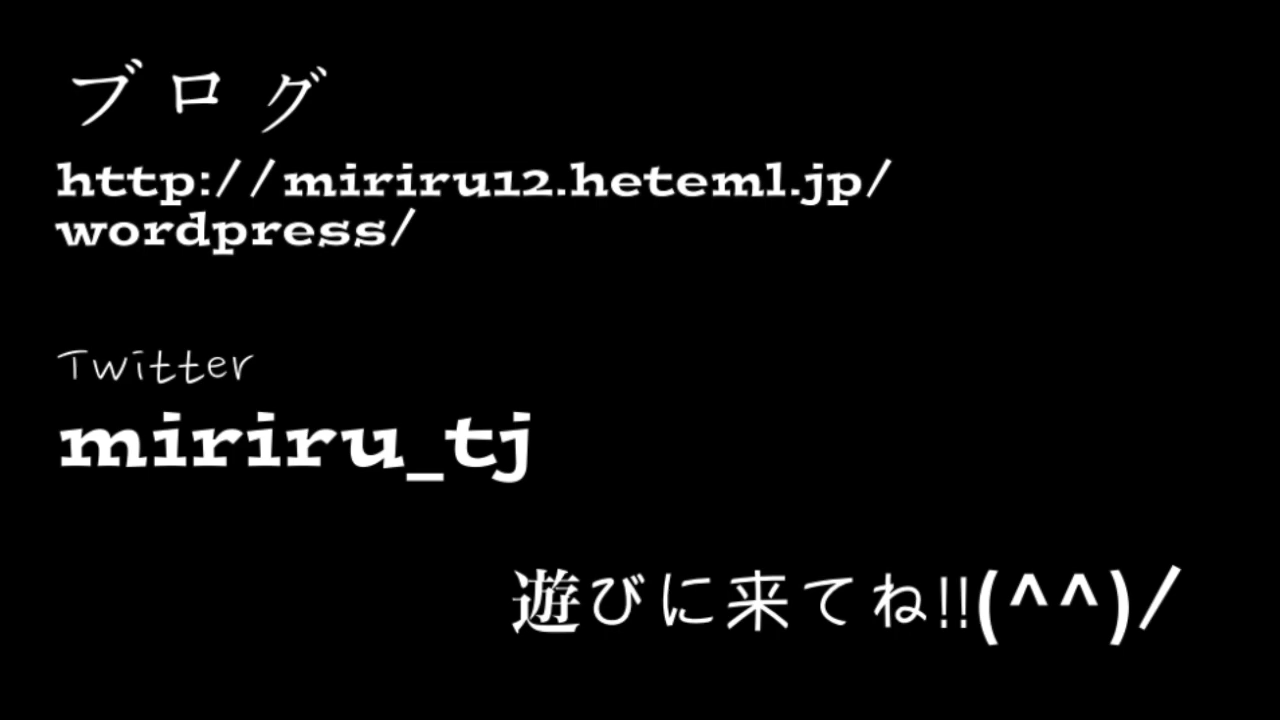 ブログ
http://miriru12.heteml.jp/
wordpress/
Twitter
miriru_tj
遊びに来てね!!(^^)/